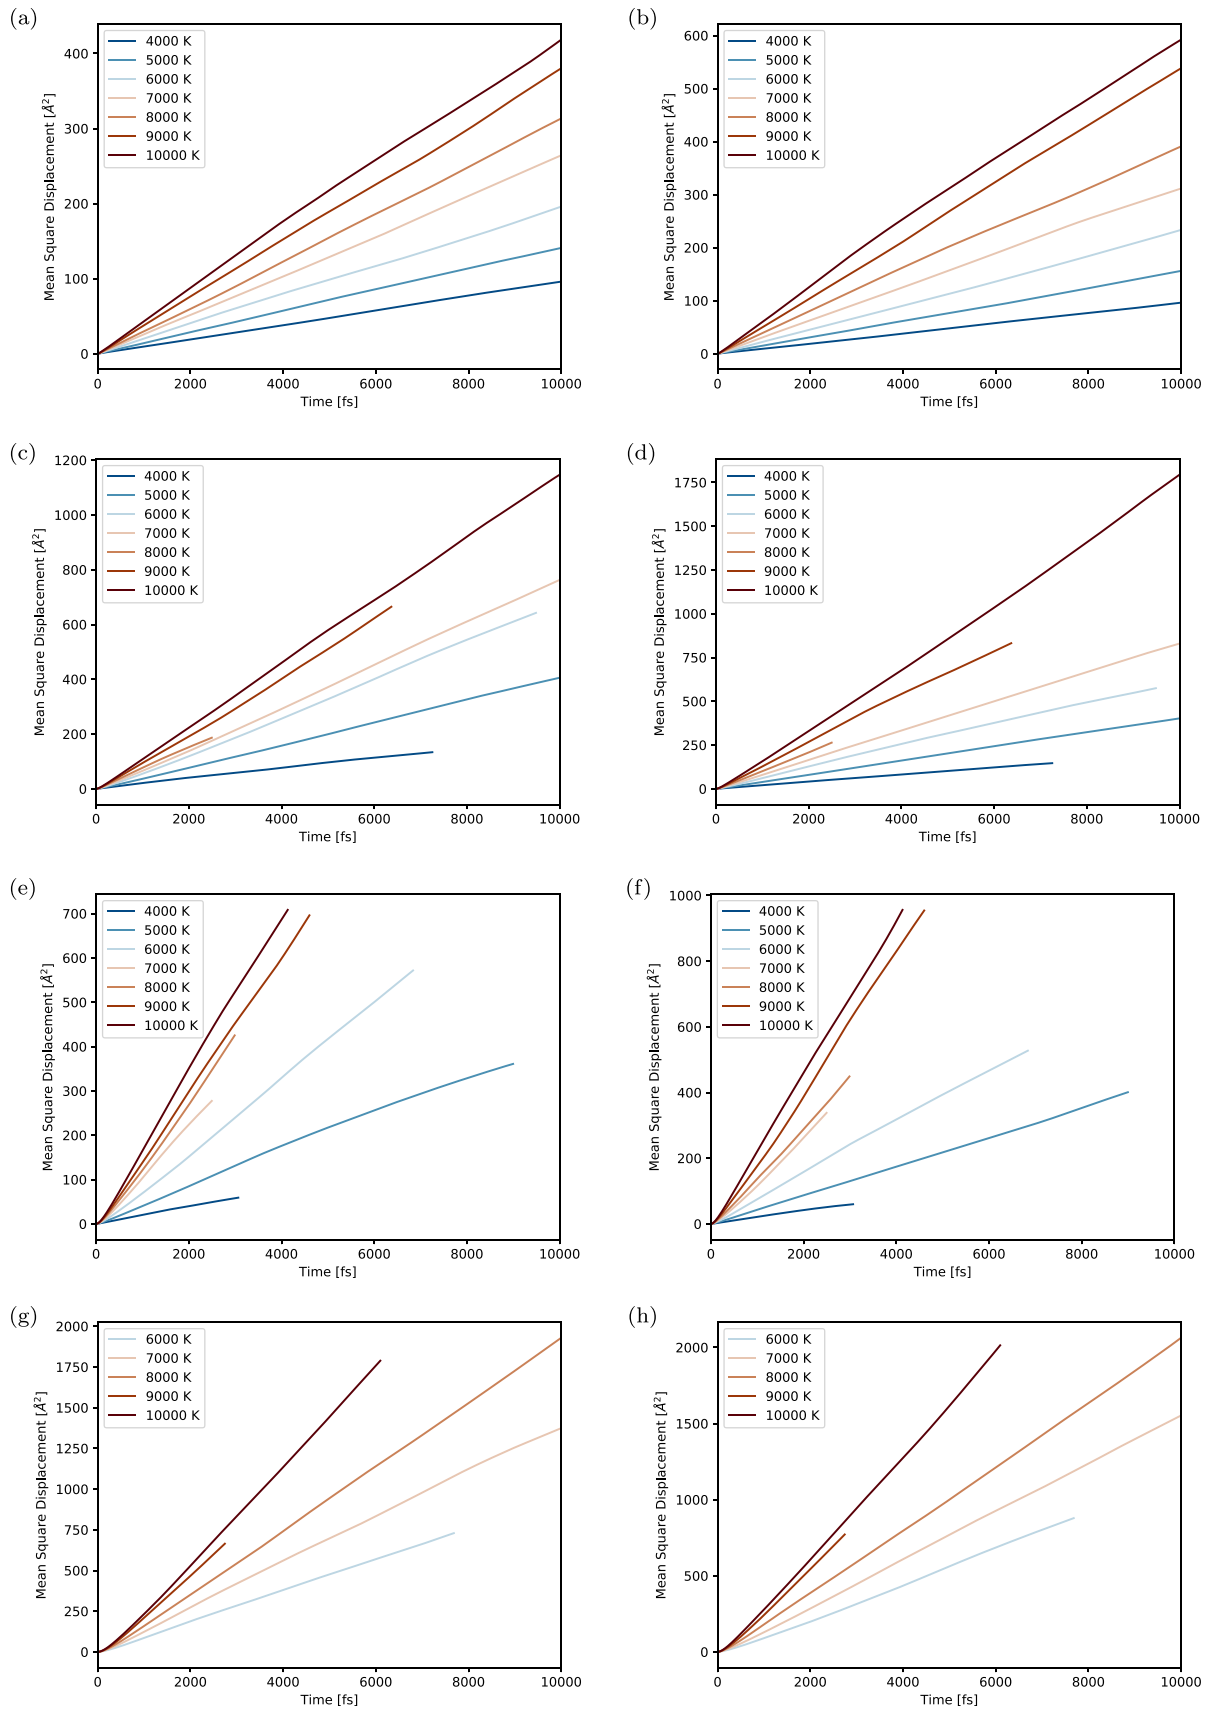 (a)
400
300
200
100
0
Mean Square Displacement [Å²]
4000 K
5000 K
6000 K
7000 K
8000 K
9000 K
10000 K
0 2000 4000 6000 8000 10000
Time [fs]
(b)
600
500
400
300
200
100
0
Mean Square Displacement [Å²]
4000 K
5000 K
6000 K
7000 K
8000 K
9000 K
10000 K
0 2000 4000 6000 8000 10000
Time [fs]
(c)
1200
1000
800
600
400
200
0
Mean Square Displacement [Å²]
4000 K
5000 K
6000 K
7000 K
8000 K
9000 K
10000 K
0 2000 4000 6000 8000 10000
Time [fs]
(d)
1750
1500
1250
1000
750
500
250
0
Mean Square Displacement [Å²]
4000 K
5000 K
6000 K
7000 K
8000 K
9000 K
10000 K
0 2000 4000 6000 8000 10000
Time [fs]
(e)
700
600
500
400
300
200
100
0
Mean Square Displacement [Å²]
4000 K
5000 K
6000 K
7000 K
8000 K
9000 K
10000 K
0 2000 4000 6000 8000 10000
Time [fs]
(f)
1000
800
600
400
200
0
Mean Square Displacement [Å²]
4000 K
5000 K
6000 K
7000 K
8000 K
9000 K
10000 K
0 2000 4000 6000 8000 10000
Time [fs]
(g)
2000
1750
1500
1250
1000
750
500
250
0
Mean Square Displacement [Å²]
6000 K
7000 K
8000 K
9000 K
10000 K
0 2000 4000 6000 8000 10000
Time [fs]
(h)
2000
1500
1000
500
0
Mean Square Displacement [Å²]
6000 K
7000 K
8000 K
9000 K
10000 K
0 2000 4000 6000 8000 10000
Time [fs]